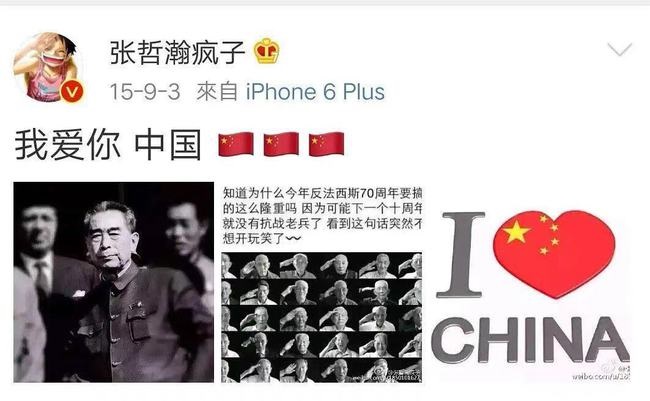 张哲瀚疯子
15-9-3 來自 iPhone 6 Plus
我爱你 中国 🇨🇳🇨🇳🇨🇳
知道为什么今年反法西斯70周年要搞
的这么隆重吗 因为可能下一个十周年
就没有抗战老兵了 看到这句话突然不
想开玩笑了~
I
CHINA